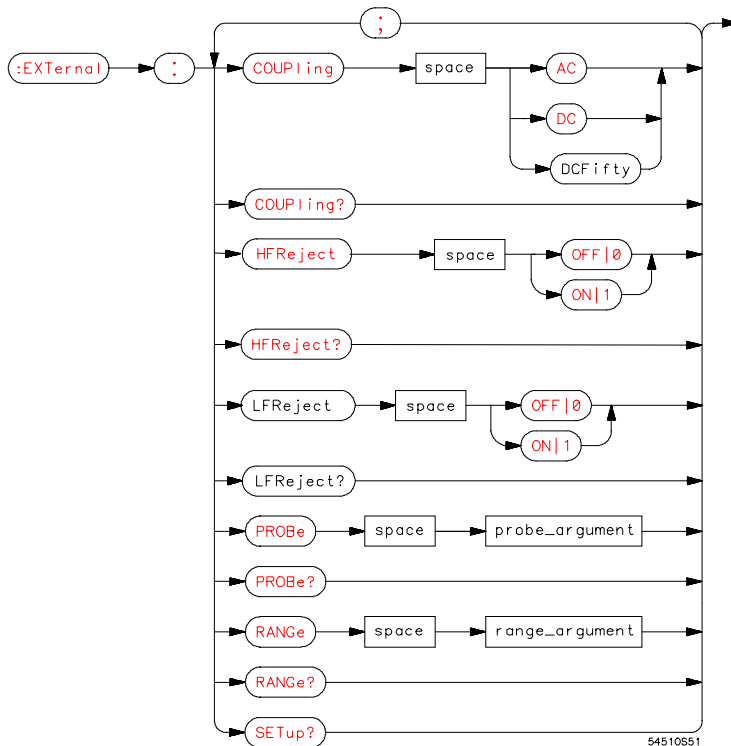 ;
:EXTernal : COUPling space AC
DC
DCFifty
COUPling?
HFReject space OFF|0
ON|1
HFReject?
LFReject space OFF|0
ON|1
LFReject?
PROBe space probe_argument
PROBe?
RANGe space range_argument
RANGe?
SETup?
54510S51